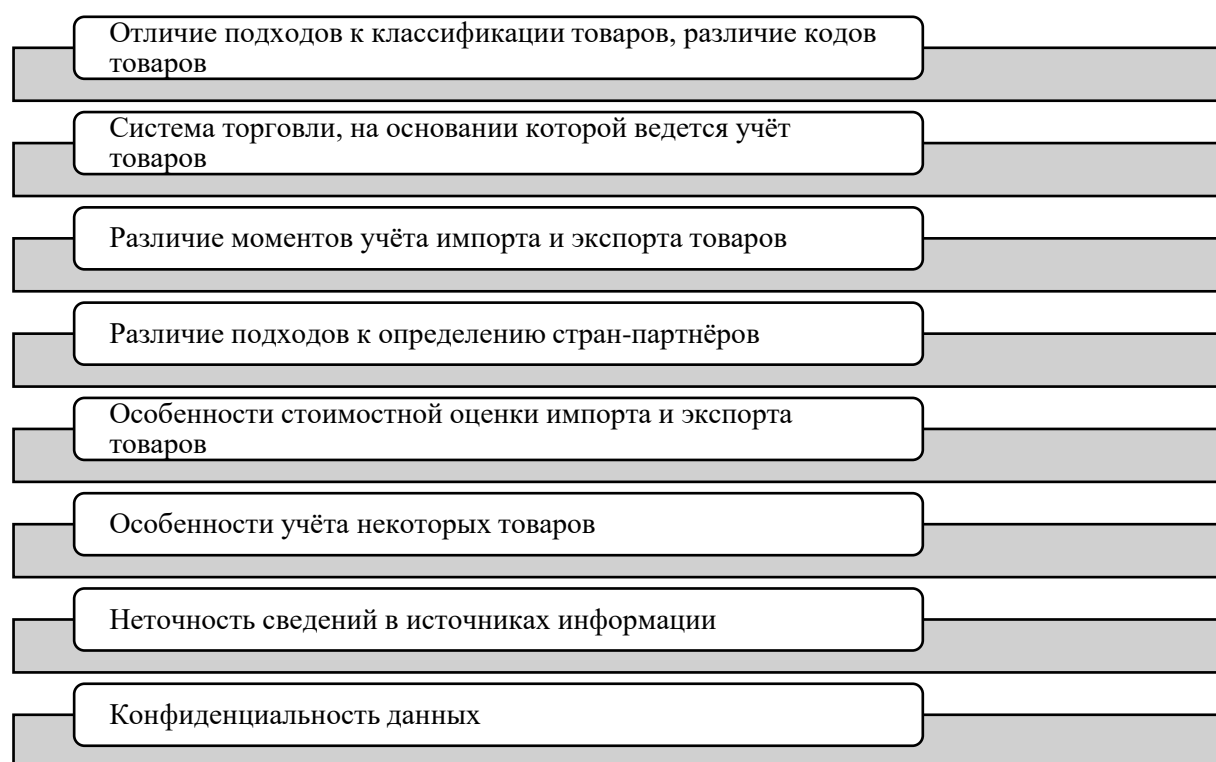 Отличие подходов к классификации товаров, различие кодов
товаров
Система торговли, на основании которой ведется учёт
товаров
Различие моментов учёта импорта и экспорта товаров
Различие подходов к определению стран-партнёров
Особенности стоимостной оценки импорта и экспорта
товаров
Особенности учёта некоторых товаров
Неточность сведений в источниках информации
Конфиденциальность данных